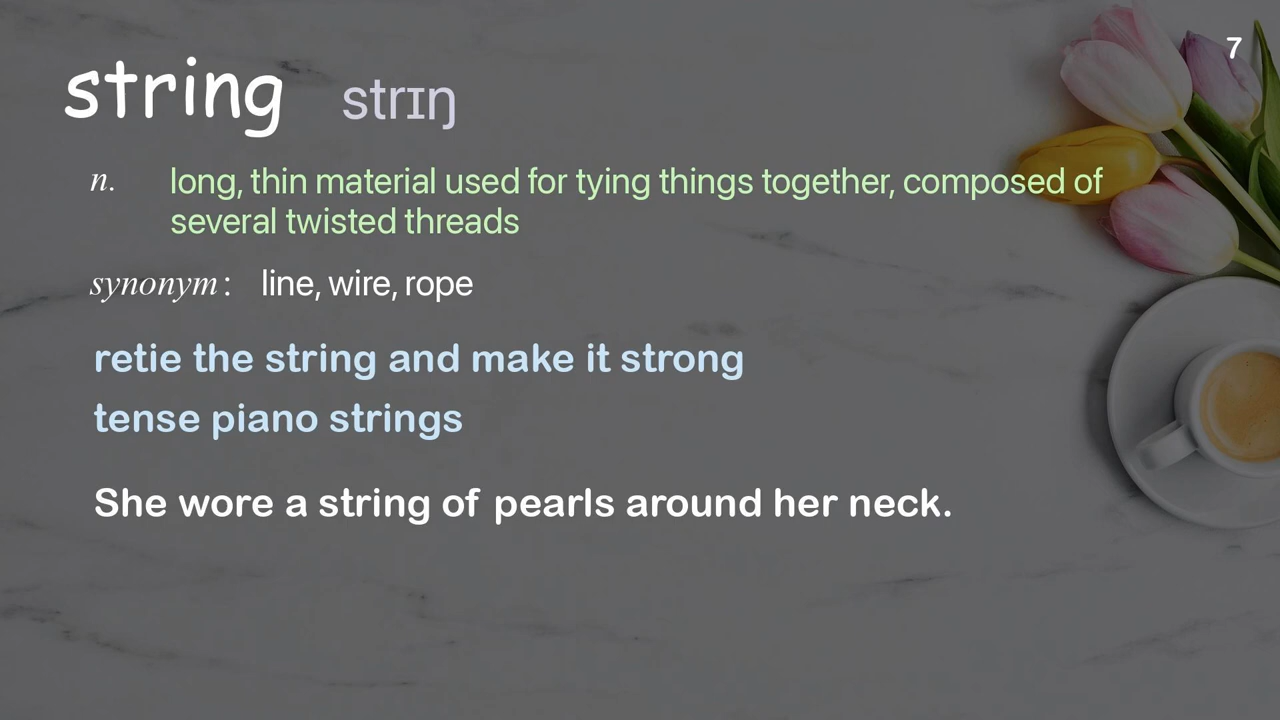 7
string strɪŋ
n. long, thin material used for tying things together, composed of
several twisted threads
synonym: line, wire, rope
retie the string and make it strong
tense piano strings
She wore a string of pearls around her neck.